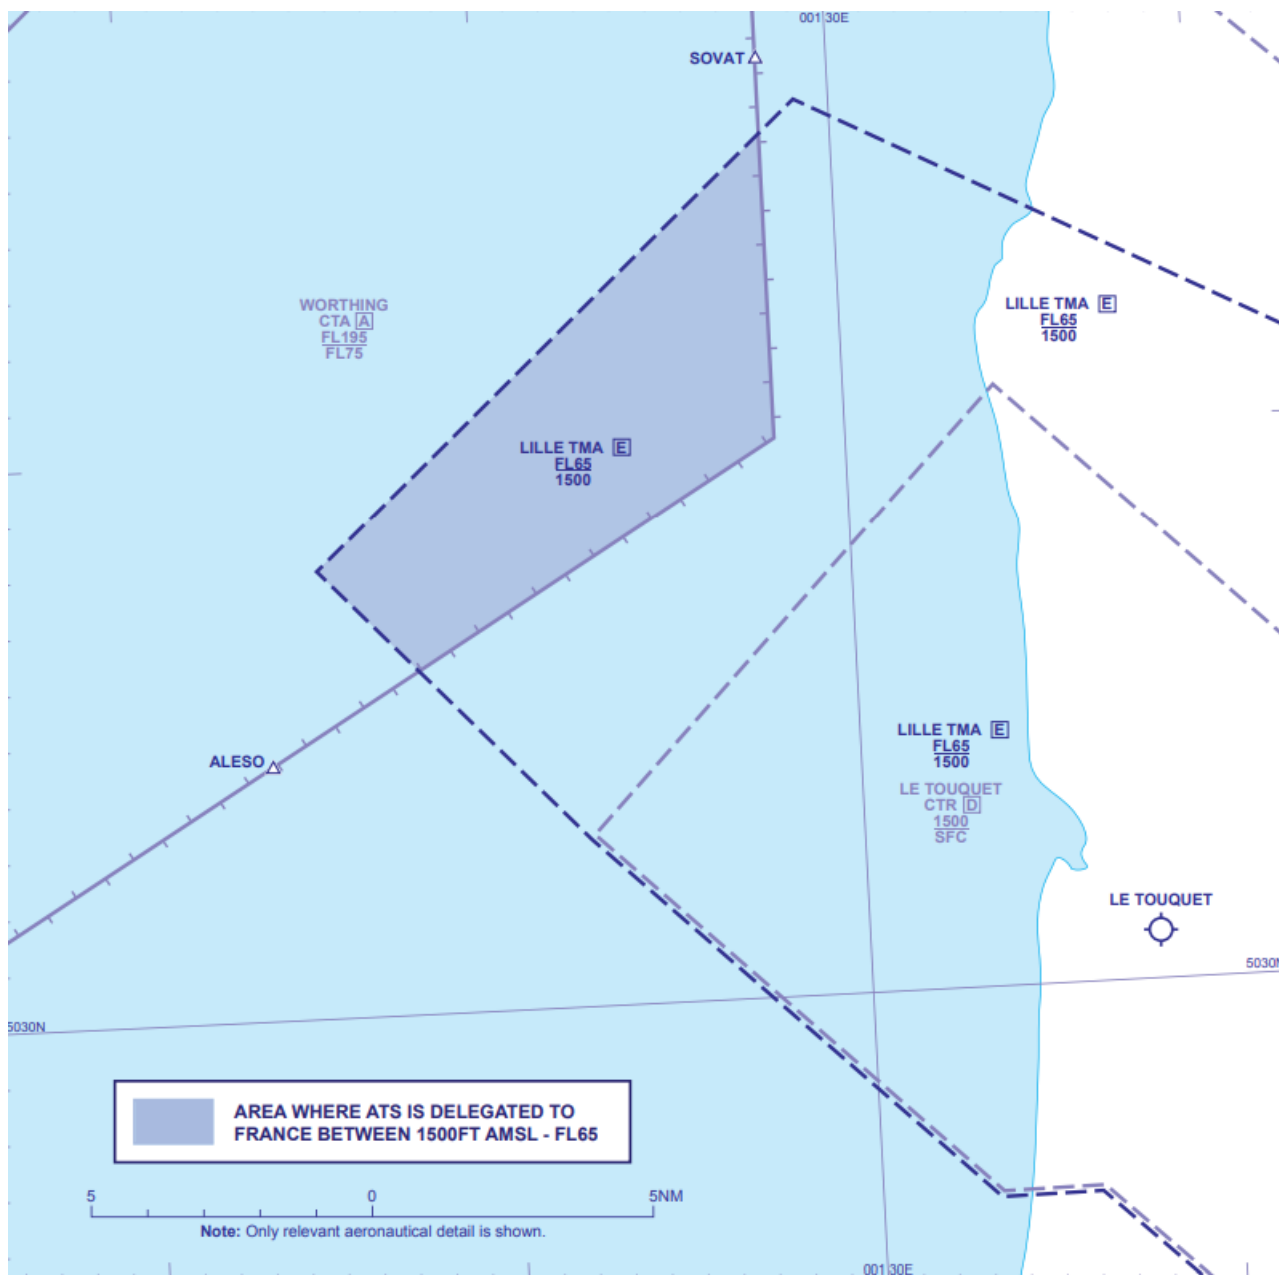 001 30E
SOVAT
WORTHING
CTA A
FL195
FL75
LILLE TMA E
FL65
1500
LILLE TMA E
FL65
1500
ALESO
LILLE TMA E
FL65
1500
LE TOUQUET
CTR D
1500
SFC
LE TOUQUET
5030N
5030N
AREA WHERE ATS IS DELEGATED TO
FRANCE BETWEEN 1500FT AMSL - FL65
5 0 5NM
Note: Only relevant aeronautical detail is shown.
001 30E